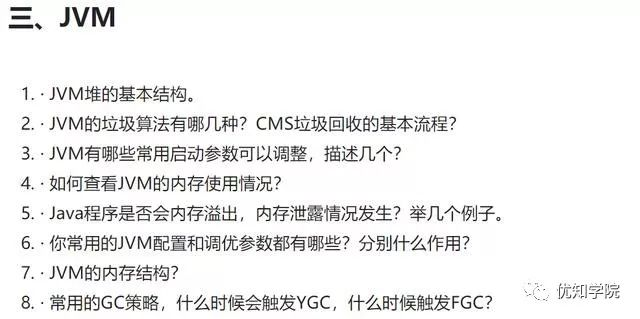 三、JVM
1. · JVM堆的基本结构。
2. · JVM的垃圾算法有哪几种？CMS垃圾回收的基本流程？
3. · JVM有哪些常用启动参数可以调整，描述几个？
4. · 如何查看JVM的内存使用情况？
5. · Java程序是否会内存溢出，内存泄露情况发生？举几个例子。
6. · 你常用的JVM配置和调优参数都有哪些？分别什么作用？
7. · JVM的内存结构？
8. · 常用的GC策略，什么时候会触发YGC，什么时候触发FGC？
优知学院